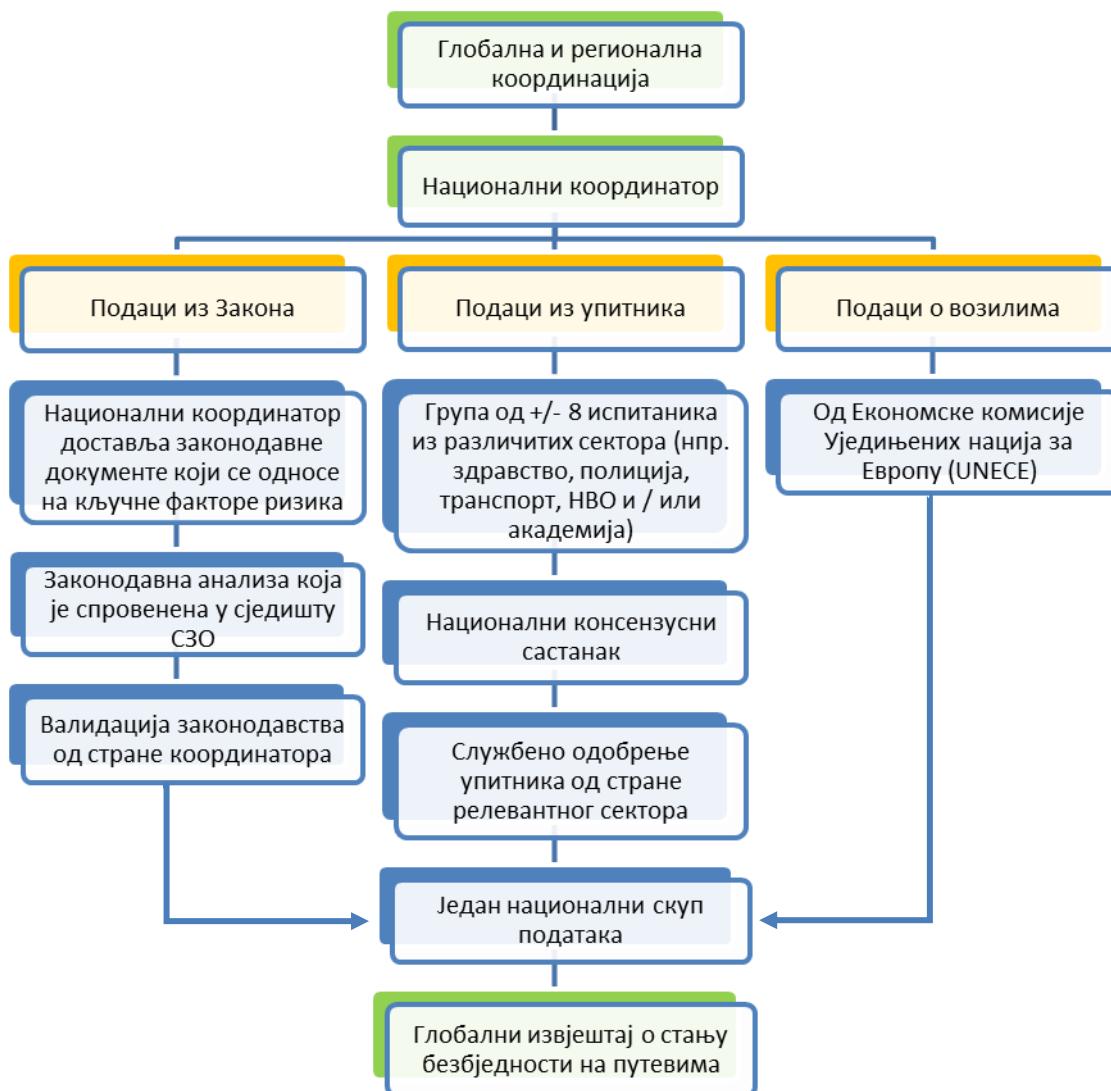 Глобална и регионална
координација
Национални координатор
Подаци из Закона
Подаци из упитника
Подаци о возилима
Национални координатор
доставља законодавне
документе који се односе
на кључне факторе ризика
Група од +/- 8 испитаника
из различитих сектора (нпр.
здравство, полиција,
транспорт, НВО и / или
академија)
Од Економске комисије
Уједињених нација за
Европу (UNECE)
Законодавна анализа која
је спровенена у сједишту
СЗО
Национални консензусни
састанак
Валидација законодавства
од стране координатора
Службено одобрење
упитника од стране
релевантног сектора
Један национални скуп
података
Глобални извјештај о стању
безбједности на путевима